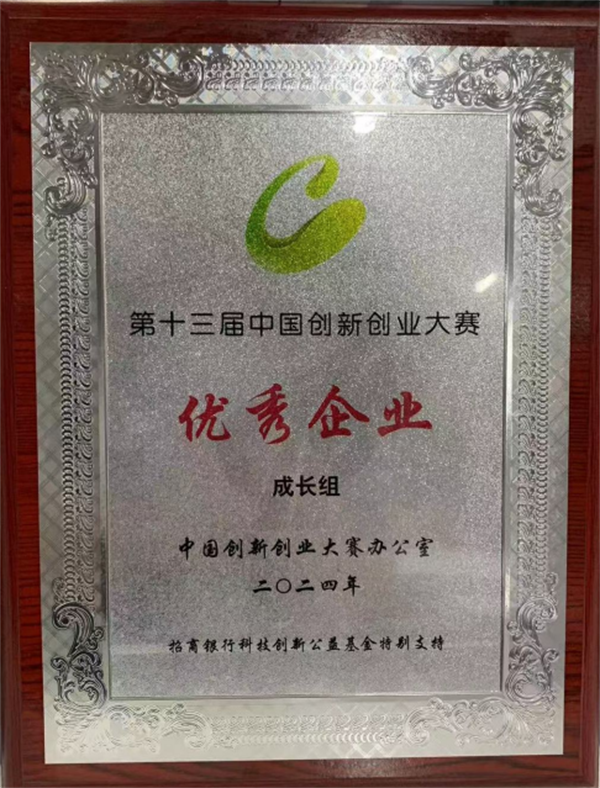 第十三届中国创新创业大赛
优秀企业
成长组
中国创新创业大赛办公室
二〇二四年
招商银行科技创新公益基金特别支持